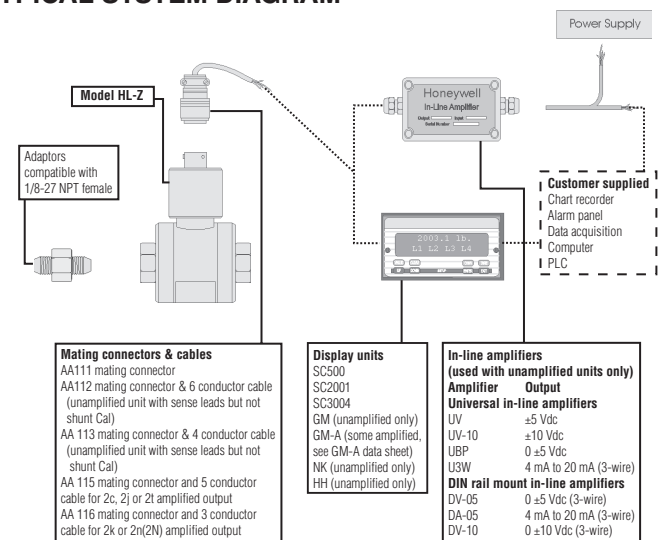 TYPICAL SYSTEM DIAGRAM
Power Supply
Model HL-Z
Honeywell
In-Line Amplifier
Output Input
Serial Number
Adaptors
compatible with
1/8-27 NPT female
2003.1 lb.
L1 L2 L3 L4
Customer supplied
Chart recorder
Alarm panel
Data acquisition
Computer
PLC
Mating connectors & cables
AA111 mating connector
AA112 mating connector & 6 conductor cable
(unamplified unit with sense leads but not
shunt Cal)
AA 113 mating connector & 4 conductor cable
(unamplified unit with sense leads but not
shunt Cal)
AA 115 mating connector and 5 conductor
cable for 2c, 2j or 2t amplified output
AA 116 mating connector and 3 conductor
cable for 2k or 2n(2N) amplified output
Display units
SC500
SC2001
SC3004
GM (unamplified only)
GM-A (some amplified,
see GM-A data sheet)
NK (unamplified only)
HH (unamplified only)
In-line amplifiers
(used with unamplified units only)
Amplifier Output
Universal in-line amplifiers
UV ±5 Vdc
UV-10 ±10 Vdc
UBP 0 ±5 Vdc
U3W 4 mA to 20 mA (3-wire)
DIN rail mount in-line amplifiers
DV-05 0 ±5 Vdc (3-wire)
DA-05 4 mA to 20 mA (3-wire)
DV-10 0 ±10 Vdc (3-wire)